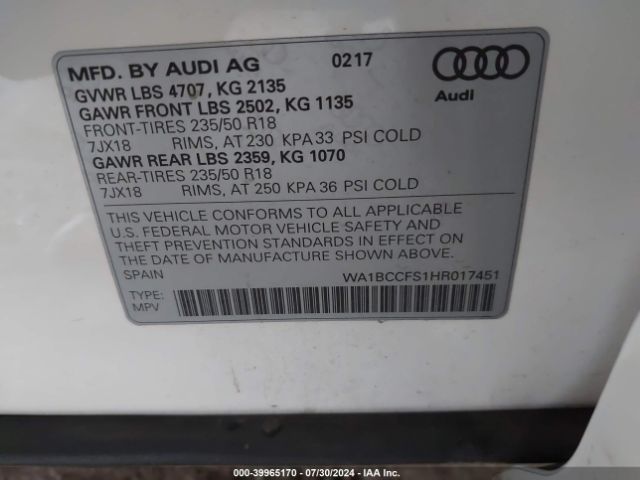 MFD. BY AUDI AG 0217
GVWR LBS 4707, KG 2135
GAWR FRONT LBS 2502, KG 1135
FRONT-TIRES 235/50 R18
7JX18 RIMS, AT 230 KPA 33 PSI COLD
GAWR REAR LBS 2359, KG 1070
REAR-TIRES 235/50 R18
7JX18 RIMS, AT 250 KPA 36 PSI COLD
Audi
THIS VEHICLE CONFORMS TO ALL APPLICABLE
U.S. FEDERAL MOTOR VEHICLE SAFETY AND
THEFT PREVENTION STANDARDS IN EFFECT ON
THE DATE OF MANUFACTURE SHOWN ABOVE.
SPAIN WA1BCCFS1HR017451
TYPE:
MPV
000-39965170 - 07/30/2024 - IAA Inc.